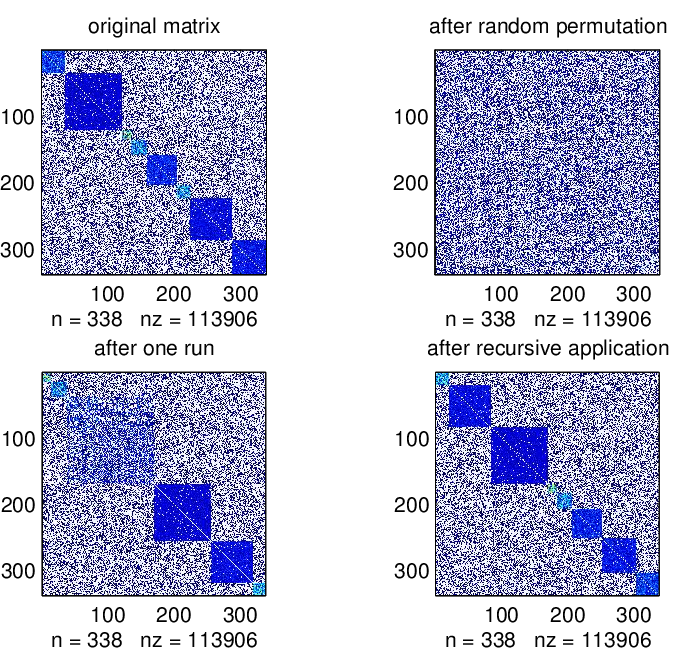 original matrix
100
200
300
100 200 300
n = 338 nz = 113906
after random permutation
100
200
300
100 200 300
n = 338 nz = 113906
after one run
100
200
300
100 200 300
n = 338 nz = 113906
after recursive application
100
200
300
100 200 300
n = 338 nz = 113906